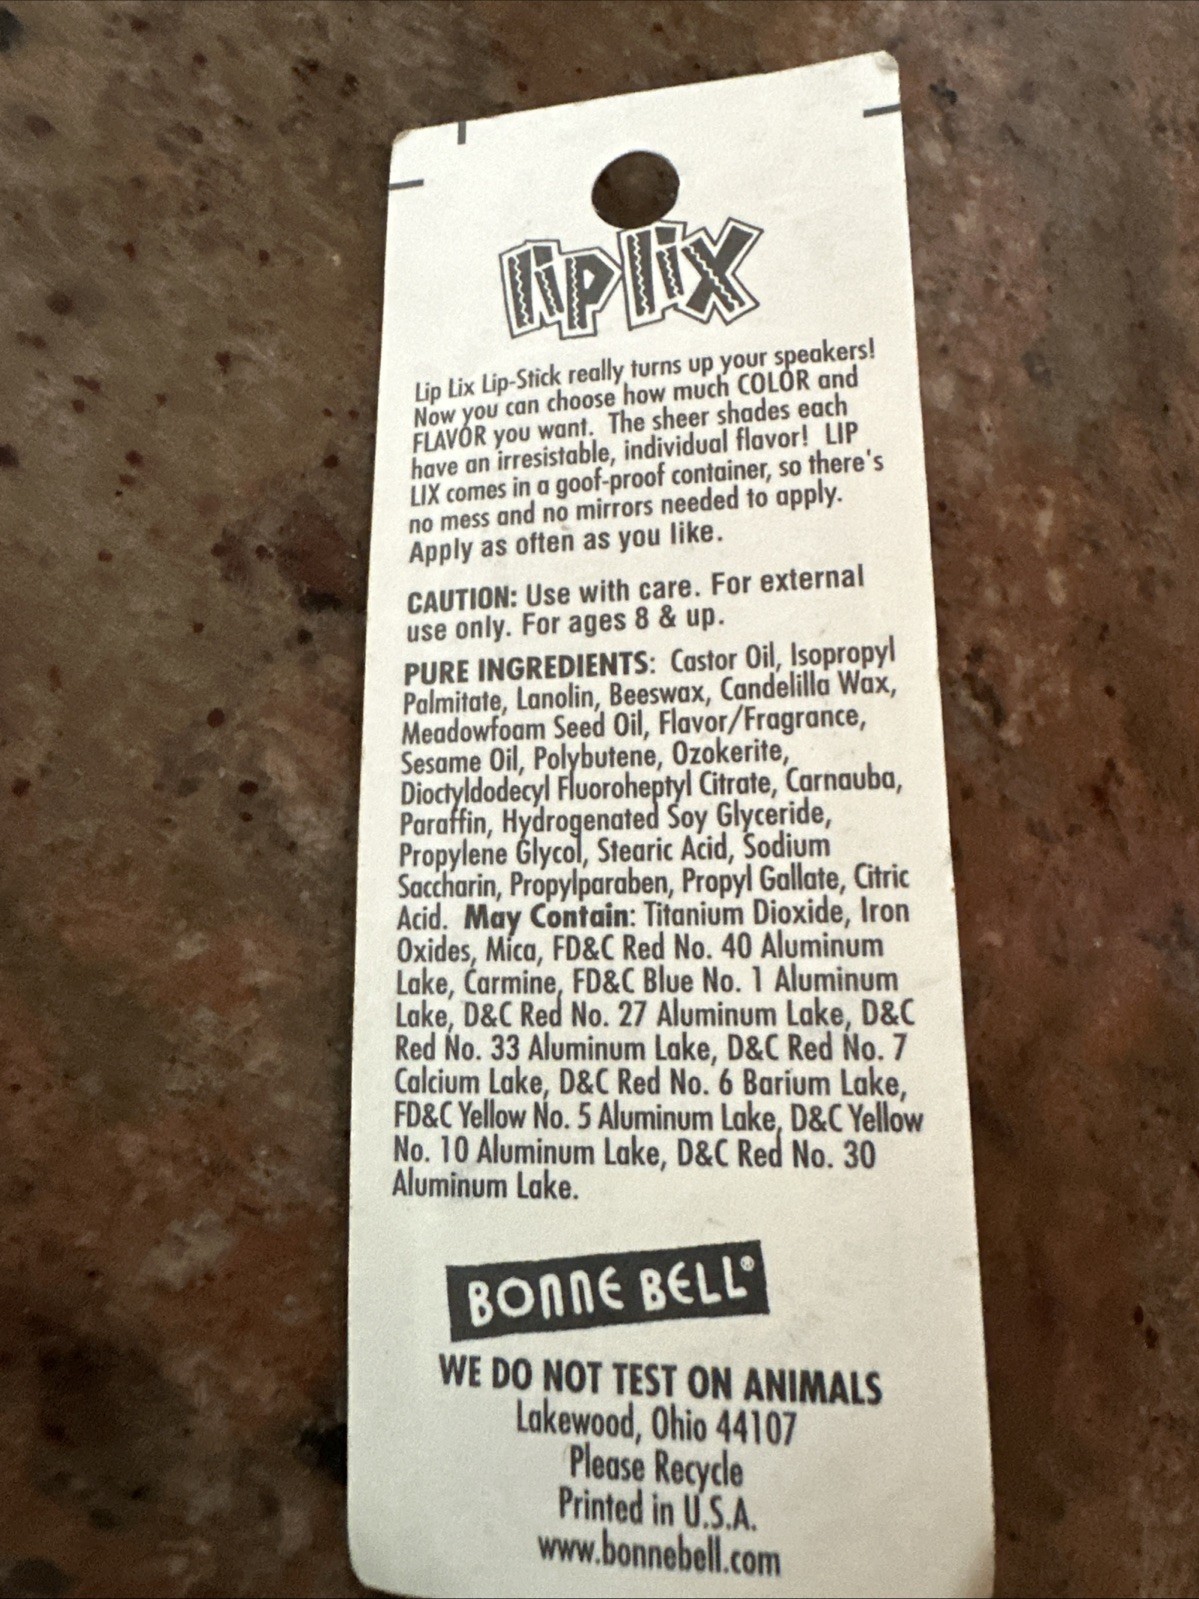 lip lix
Lip Lix Lip-Stick really turns up your speakers!
Now you can choose how much COLOR and
FLAVOR you want. The sheer shades each
have an irresistable, individual flavor! LIP
LIX comes in a goof-proof container, so there's
no mess and no mirrors needed to apply.
Apply as often as you like.
CAUTION: Use with care. For external
use only. For ages 8 & up.
PURE INGREDIENTS: Castor Oil, Isopropyl
Palmitate, Lanolin, Beeswax, Candelilla Wax,
Meadowfoam Seed Oil, Flavor/Fragrance,
Sesame Oil, Polybutene, Ozokerite,
Dioctyldodecyl Fluoroheptyl Citrate, Carnauba,
Paraffin, Hydrogenated Soy Glyceride,
Propylene Glycol, Stearic Acid, Sodium
Saccharin, Propylparaben, Propyl Gallate, Citric
Acid. May Contain: Titanium Dioxide, Iron
Oxides, Mica, FD&C Red No. 40 Aluminum
Lake, Carmine, FD&C Blue No. 1 Aluminum
Lake, D&C Red No. 27 Aluminum Lake, D&C
Red No. 33 Aluminum Lake, D&C Red No. 7
Calcium Lake, D&C Red No. 6 Barium Lake,
FD&C Yellow No. 5 Aluminum Lake, D&C Yellow
No. 10 Aluminum Lake, D&C Red No. 30
Aluminum Lake.
BONNE BELL®
WE DO NOT TEST ON ANIMALS
Lakewood, Ohio 44107
Please Recycle
Printed in U.S.A.
www.bonnebell.com